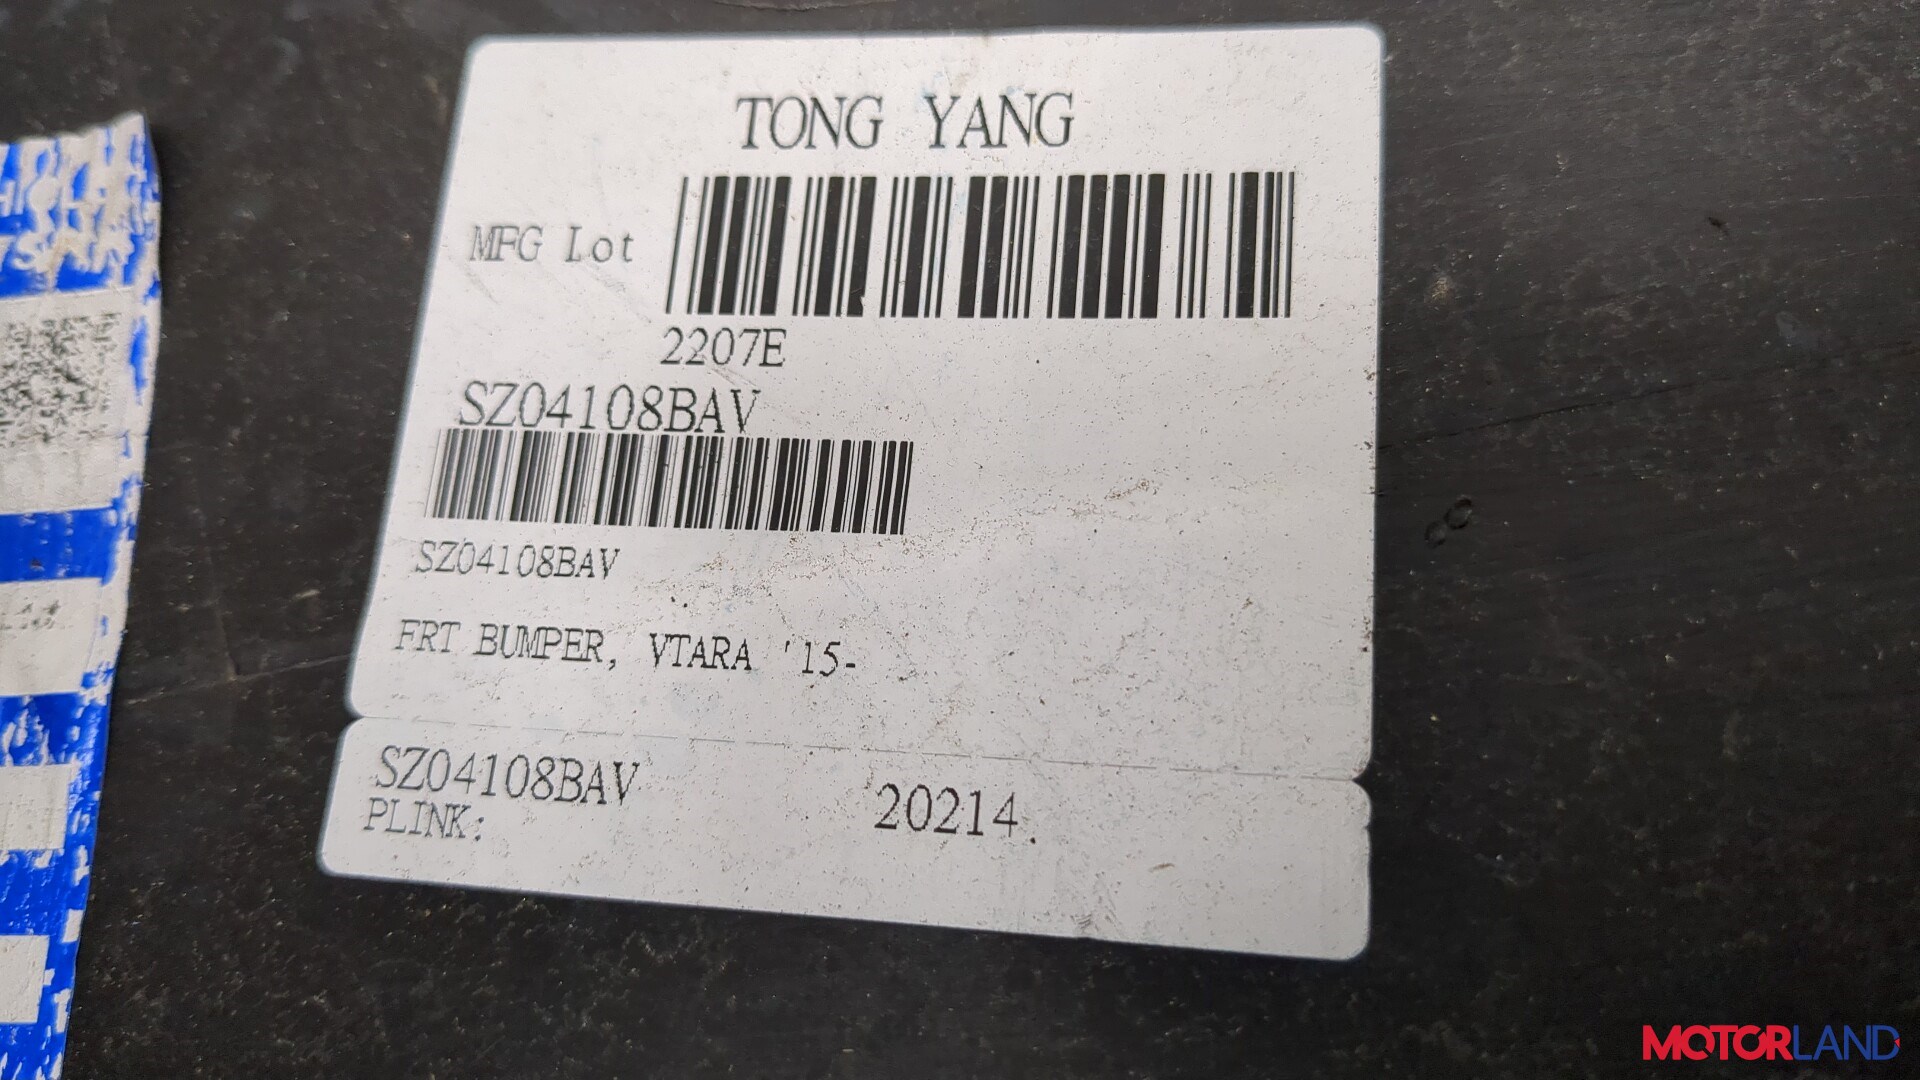 TONG YANG
MFG Lot
2207E
SZ04108BAV
SZ04108BAV
FRT BUMPER, VTARA '15-
SZ04108BAV
PLINK:
20214.
MOTORLAND